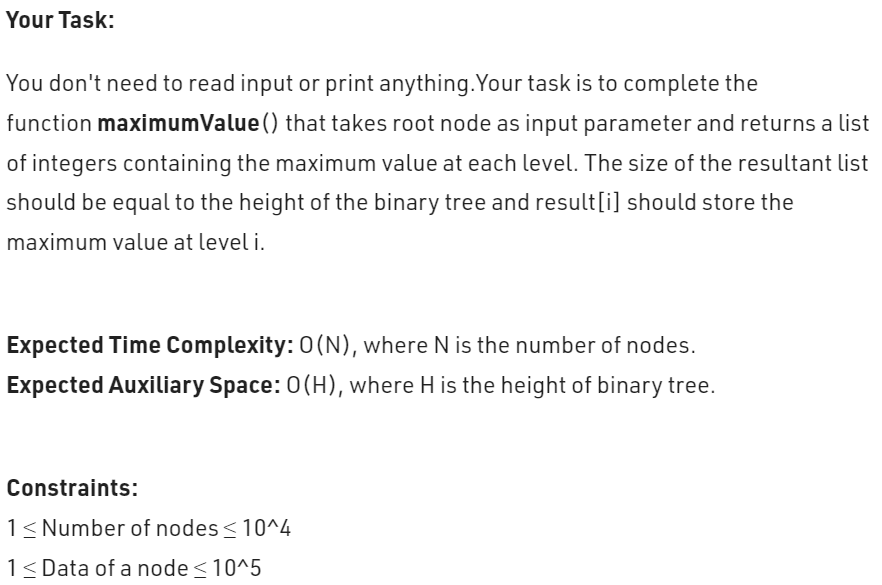 Your Task:
You don't need to read input or print anything.Your task is to complete the
function maximumValue() that takes root node as input parameter and returns a list
of integers containing the maximum value at each level. The size of the resultant list
should be equal to the height of the binary tree and result[i] should store the
maximum value at level i.
Expected Time Complexity: O(N), where N is the number of nodes.
Expected Auxiliary Space: O(H), where H is the height of binary tree.
Constraints:
1 ≤ Number of nodes ≤ 10^4
1 ≤ Data of a node ≤ 10^5